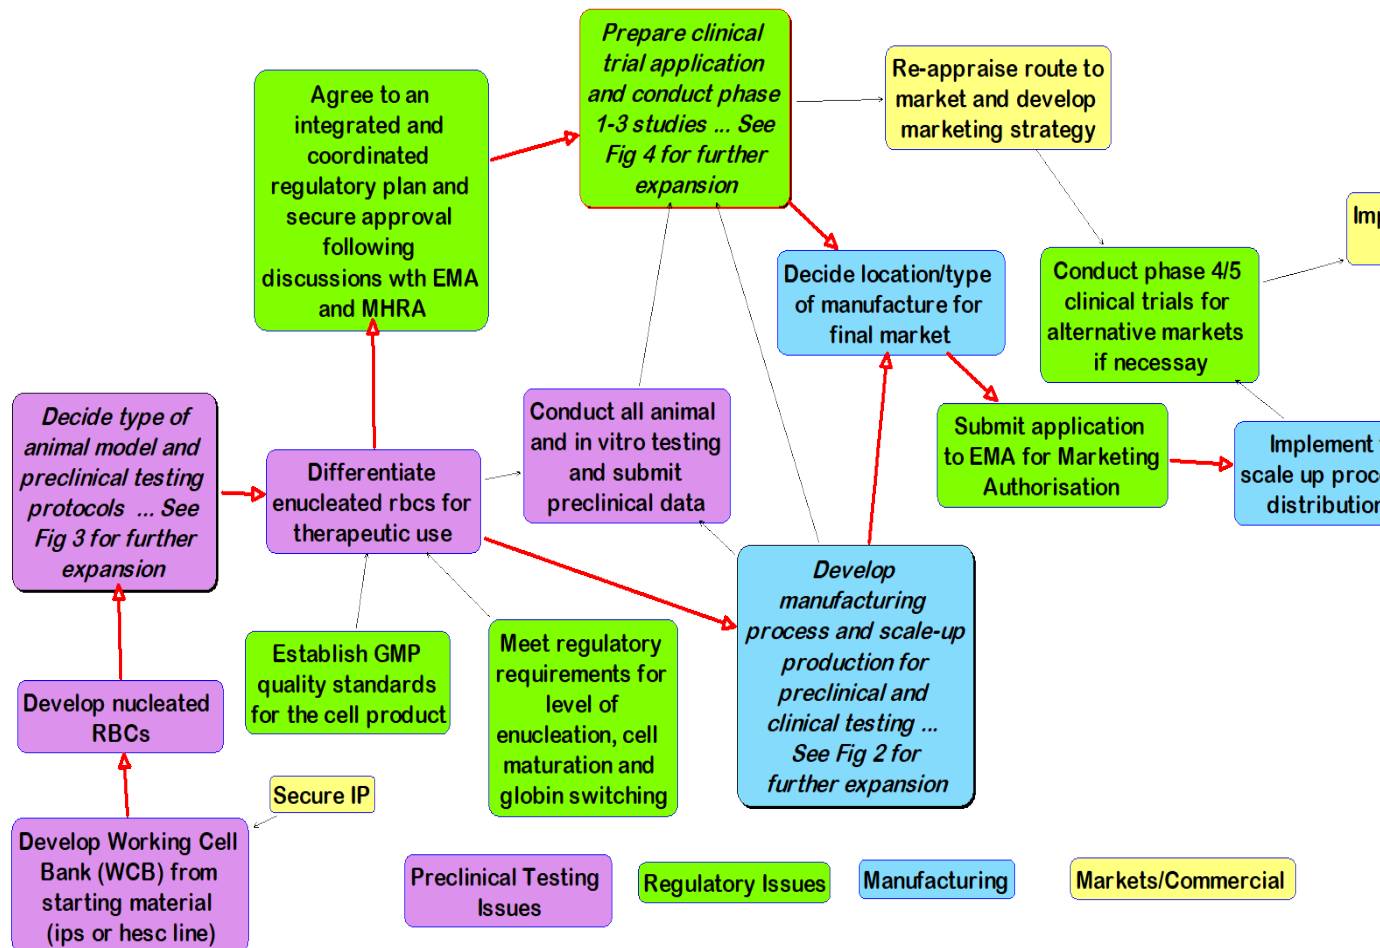 Prepare clinical
trial application
and conduct phase
1-3 studies ... See
Fig 4 for further
expansion
Re-appraise route to
market and develop
marketing strategy
Agree to an
integrated and
coordinated
regulatory plan and
secure approval
following
discussions wth EMA
and MHRA
Decide location/type
of manufacture for
final market
Conduct phase 4/5
clinical trials for
alternative markets
if necessay
Decide type of
animal model and
preclinical testing
protocols ... See
Fig 3 for further
expansion
Differentiate
enucleated rbcs for
therapeutic use
Conduct all animal
and in vitro testing
and submit
preclinical data
Submit application
to EMA for Marketing
Authorisation
Implement
scale up
distribution
Develop
manufacturing
process and scale-up
production for
preclinical and
clinical testing ...
See Fig 2 for
further expansion
Establish GMP
quality standards
for the cell product
Meet regulatory
requirements for
level of
enucleation, cell
maturation and
globin switching
Develop nucleated
RBCs
Secure IP
Develop Working Cell
Bank (WCB) from
starting material
(ips or hesc line)
Preclinical Testing
Issues
Regulatory Issues
Manufacturing
Markets/Commercial